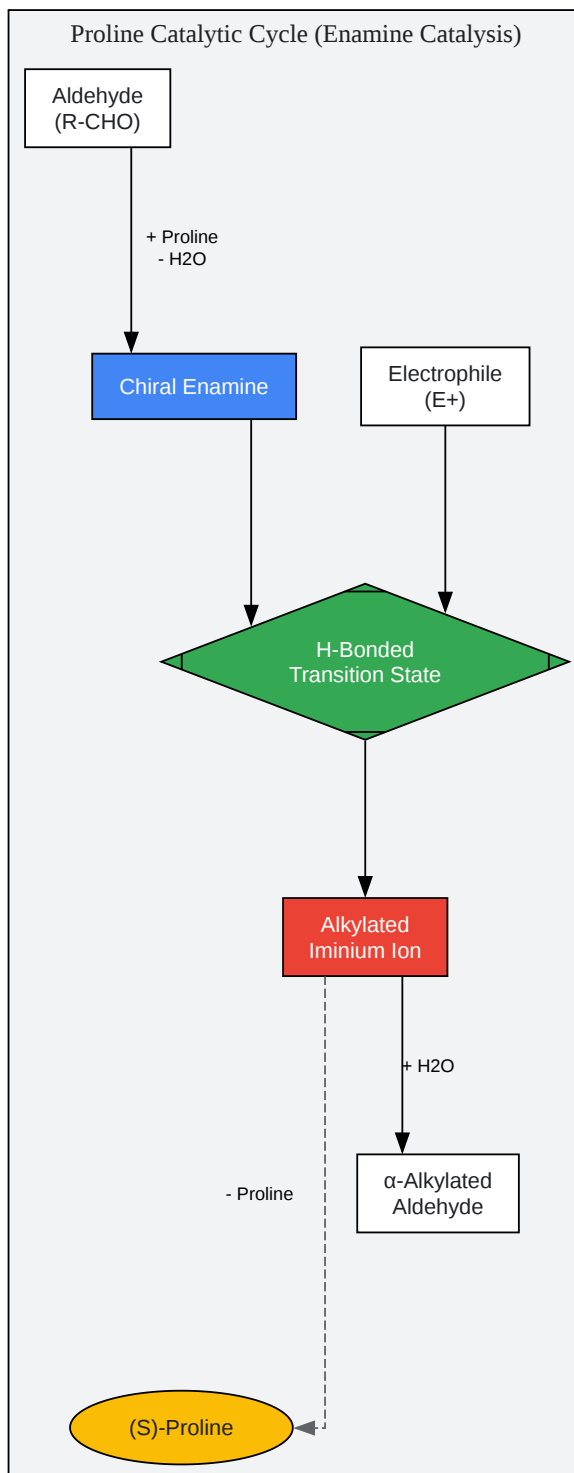 Proline Catalytic Cycle (Enamine Catalysis)
Aldehyde
(R-CHO)
+ Proline
- H2O
Chiral Enamine
Electrophile
(E+)
H-Bonded
Transition State
Alkylated
Iminium Ion
+ H2O
α-Alkylated
Aldehyde
- Proline
(S)-Proline